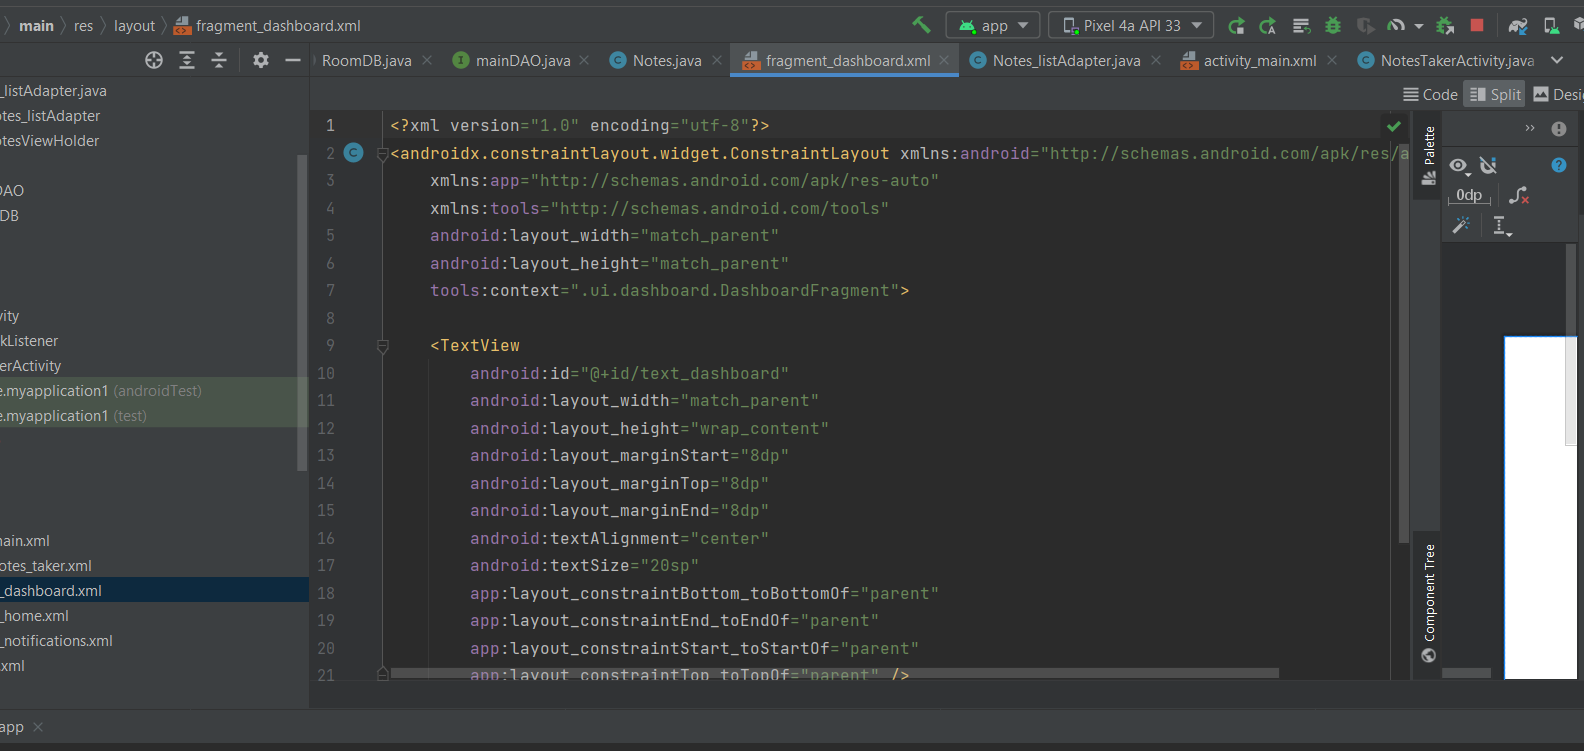 main res layout fragment_dashboard.xml app Pixel 4a API 33
RoomDB.java mainDAO.java Notes.java fragment_dashboard.xml Notes_listAdapter.java activity_main.xml NotesTakerActivity.java
Code Split Desi
_listAdapter.java
otes_listAdapter
otesViewHolder
DAO
DB
vity
kListener
erActivity
e.myapplication1 (androidTest)
e.myapplication1 (test)
nain.xml
otes_taker.xml
_dashboard.xml
_home.xml
_notifications.xml
.xml
1 <?xml version="1.0" encoding="utf-8"?>
2 <androidx.constraintlayout.widget.ConstraintLayout xmlns:android="http://schemas.android.com/apk/res/a
3 xmlns:app="http://schemas.android.com/apk/res-auto"
4 xmlns:tools="http://schemas.android.com/tools"
5 android:layout_width="match_parent"
6 android:layout_height="match_parent"
7 tools:context=".ui.dashboard.DashboardFragment">
8
9 <TextView
10 android:id="@+id/text_dashboard"
11 android:layout_width="match_parent"
12 android:layout_height="wrap_content"
13 android:layout_marginStart="8dp"
14 android:layout_marginTop="8dp"
15 android:layout_marginEnd="8dp"
16 android:textAlignment="center"
17 android:textSize="20sp"
18 app:layout_constraintBottom_toBottomOf="parent"
19 app:layout_constraintEnd_toEndOf="parent"
20 app:layout_constraintStart_toStartOf="parent"
21 app:layout_constraintTop_toTopOf="parent" />
Palette
0dp
Component Tree
app